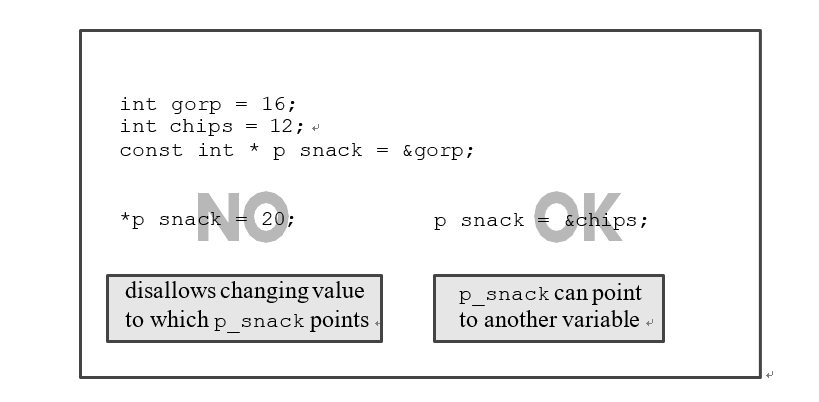 int gorp = 16;
int chips = 12;
const int * p snack = &gorp;
*p snack = 20;
NO
p snack = &chips;
OK
disallows changing value
to which p_snack points
p_snack can point
to another variable